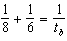 1/8 + 1/6 = 1/t_b